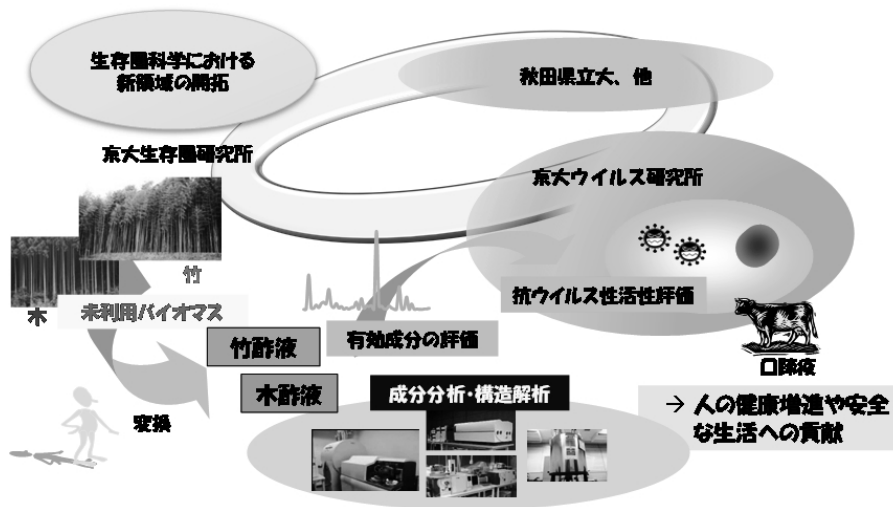 生存圏科学における
新領域の開拓
秋田県立大、他
京大生存圏研究所
京大ウイルス研究所
竹
木
未利用バイオマス
抗ウイルス性活性評価
竹酢液
有効成分の評価
口蹄疫
木酢液
成分分析・構造解析
変換
→ 人の健康増進や安全
な生活への貢献